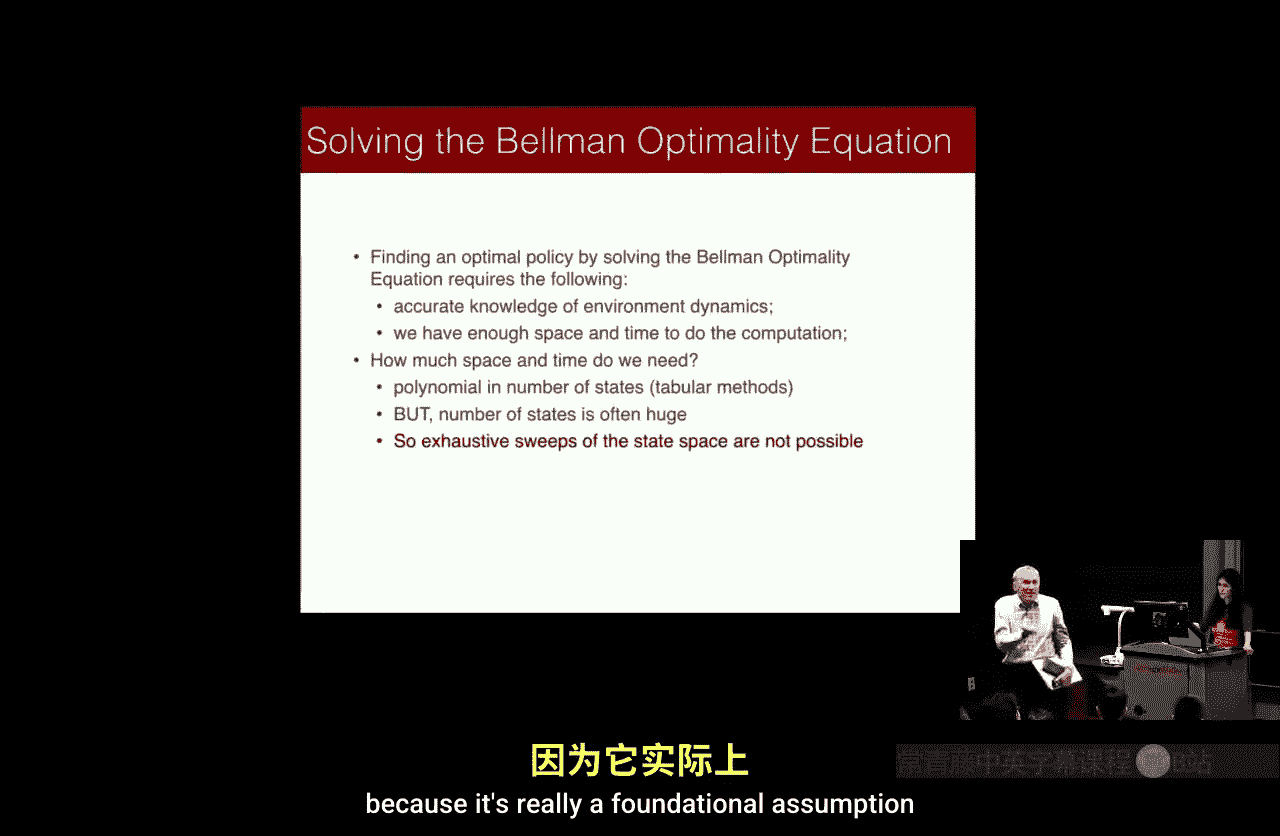 Solving the Bellman Optimality Equation
• Finding an optimal policy by solving the Bellman Optimality
Equation requires the following:
• accurate knowledge of environment dynamics;
• we have enough space and time to do the computation;
• How much space and time do we need?
• polynomial in number of states (tabular methods)
• BUT, number of states is often huge
• So exhaustive sweeps of the state space are not possible
因为它实际上
because it's really a foundational assumption